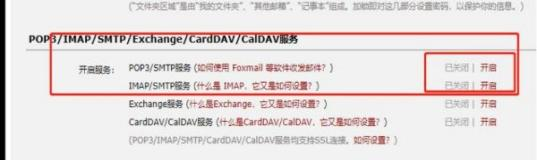 ("文件夹区域"是由"我的文件夹"、"其他邮箱"、"记事本"组成。加锁即对这几部分设置密码，以保护你的信息。)
POP3/IMAP/SMTP/Exchange/CardDAV/CalDAV服务
开启服务： POP3/SMTP服务 (如何使用 Foxmail 等软件收发邮件？) 已关闭 | 开启
IMAP/SMTP服务 (什么是 IMAP，它又是如何设置？) 已关闭 | 开启
Exchange服务 (什么是Exchange，它又是如何设置？) 已关闭 | 开启
CardDAV/CalDAV服务 (什么是CardDAV/CalDAV，它又是如何设置？) 已关闭 | 开启
(POP3/IMAP/SMTP/CardDAV/CalDAV服务均支持SSL连接。如何设置？)